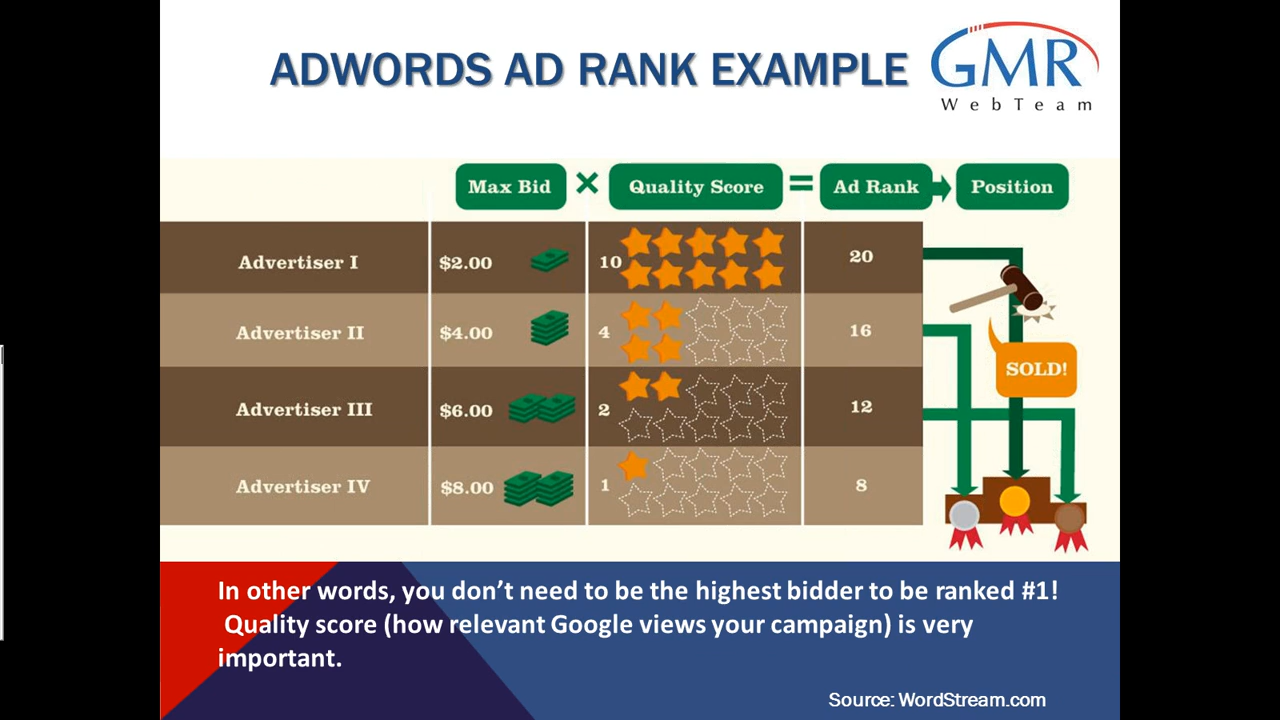 ADWORDS AD RANK EXAMPLE
GMR
WebTeam
Max Bid × Quality Score = Ad Rank Position
Advertiser I $2.00 10 20
Advertiser II $4.00 4 16
Advertiser III $6.00 2 12
Advertiser IV $8.00 1 8
SOLD!
In other words, you don’t need to be the highest bidder to be ranked #1!
Quality score (how relevant Google views your campaign) is very
important.
Source: WordStream.com